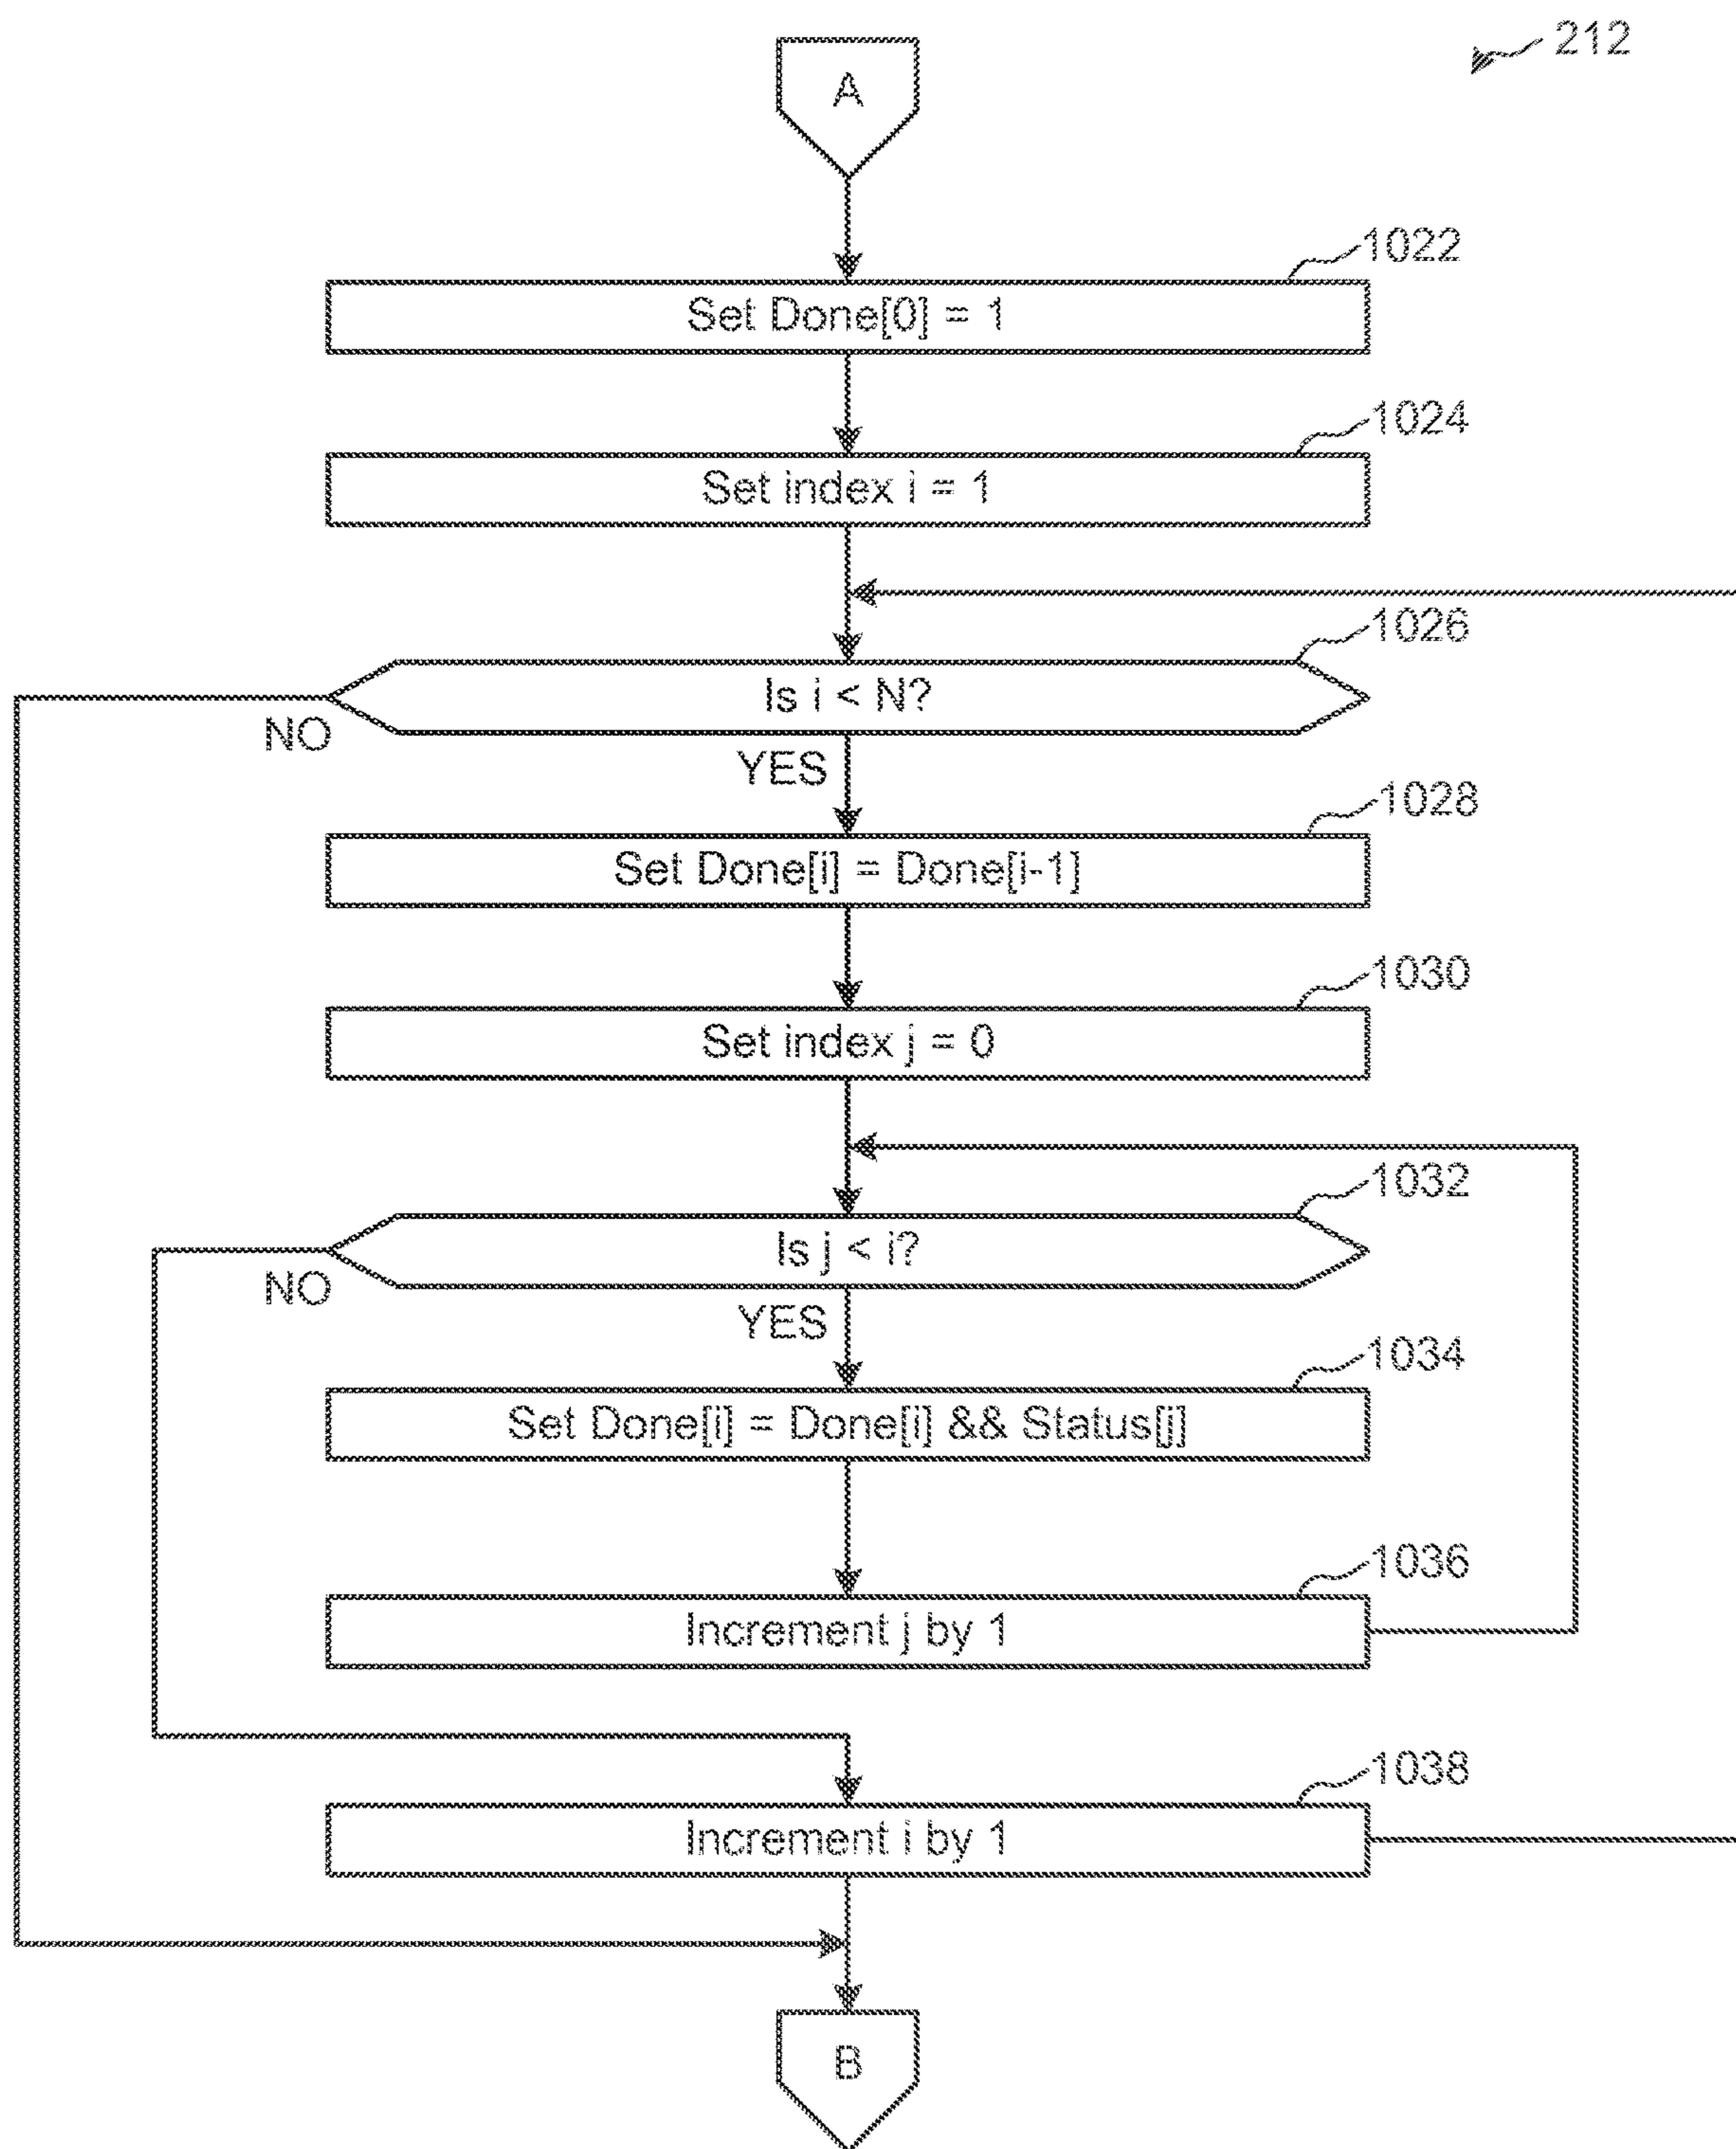 212
A
1022
Set Done[0] = 1
1024
Set index i = 1
1026
Is i < N?
NO
YES
1028
Set Done[i] = Done[i-1]
1030
Set index j = 0
1032
Is j < i?
NO
YES
1034
Set Done[i] = Done[i] && Status[j]
1036
Increment j by 1
1038
Increment i by 1
B